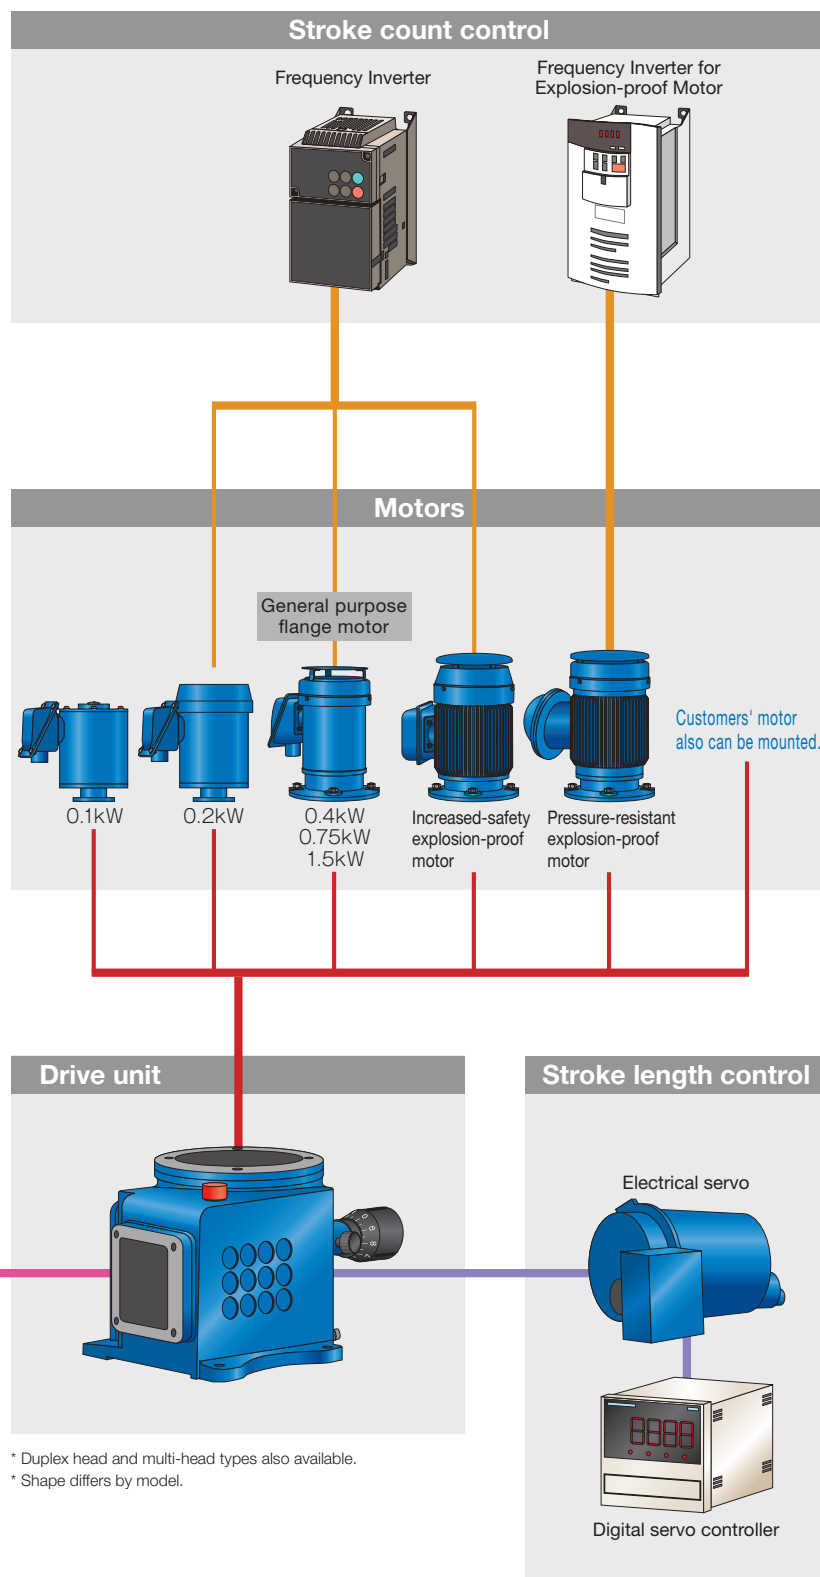 Stroke count control
Frequency Inverter
Frequency Inverter for
Explosion-proof Motor
Motors
General purpose
flange motor
Customers' motor
also can be mounted.
0.1kW
0.2kW
0.4kW
0.75kW
1.5kW
Increased-safety
explosion-proof
motor
Pressure-resistant
explosion-proof
motor
Drive unit
Stroke length control
Electrical servo
* Duplex head and multi-head types also available.
* Shape differs by model.
Digital servo controller